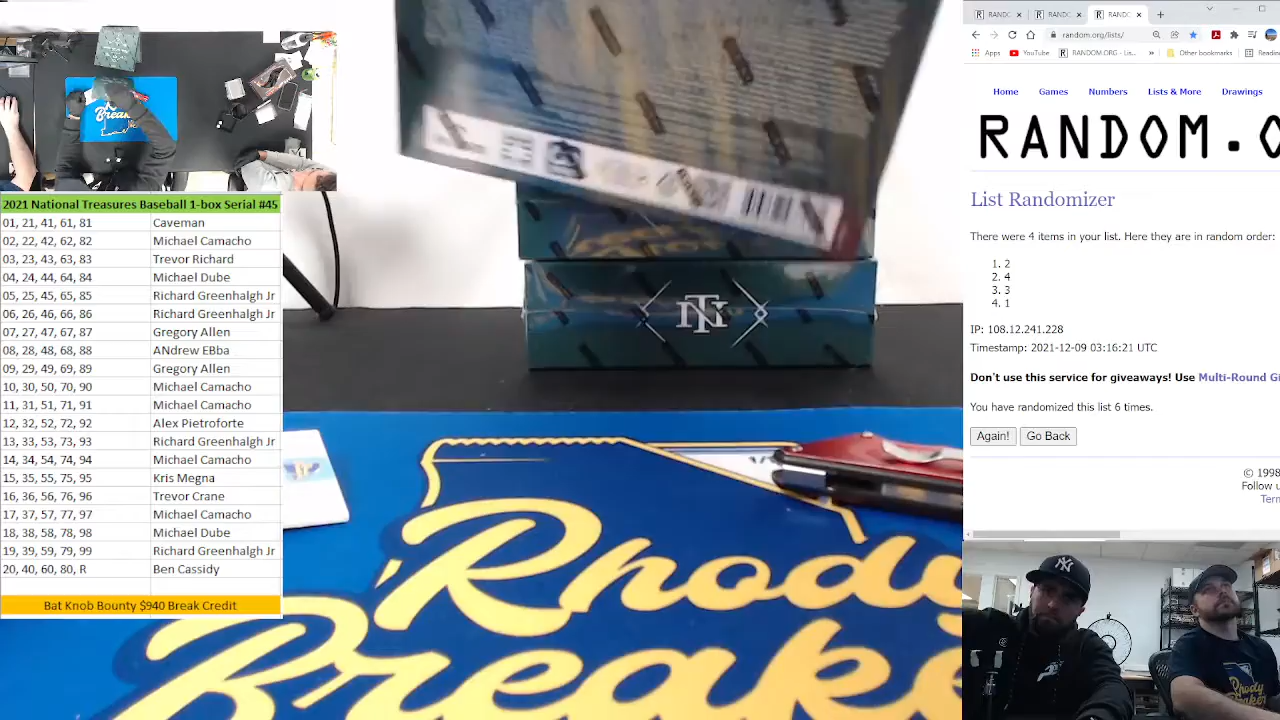 2021 National Treasures Baseball 1-box Serial #45
01, 21, 41, 61, 81 Caveman
02, 22, 42, 62, 82 Michael Camacho
03, 23, 43, 63, 83 Trevor Richard
04, 24, 44, 64, 84 Michael Dube
05, 25, 45, 65, 85 Richard Greenhalgh Jr
06, 26, 46, 66, 86 Richard Greenhalgh Jr
07, 27, 47, 67, 87 Gregory Allen
08, 28, 48, 68, 88 ANdrew EBba
09, 29, 49, 69, 89 Gregory Allen
10, 30, 50, 70, 90 Michael Camacho
11, 31, 51, 71, 91 Michael Camacho
12, 32, 52, 72, 92 Alex Pietroforte
13, 33, 53, 73, 93 Richard Greenhalgh Jr
14, 34, 54, 74, 94 Michael Camacho
15, 35, 55, 75, 95 Kris Megna
16, 36, 56, 76, 96 Trevor Crane
17, 37, 57, 77, 97 Michael Camacho
18, 38, 58, 78, 98 Michael Dube
19, 39, 59, 79, 99 Richard Greenhalgh Jr
20, 40, 60, 80, R Ben Cassidy
Bat Knob Bounty $940 Break Credit
NT
Rhody
Breake
[R] RANDC × [R] RANDC × [R] RANDC ×
random.org/lists/
Apps YouTube RANDOM.ORG - Lis... Other bookmarks Readin
Home Games Numbers Lists & More Drawings
RANDOM.O
List Randomizer
There were 4 items in your list. Here they are in random order:
1. 2
2. 4
3. 3
4. 1
IP: 108.12.241.228
Timestamp: 2021-12-09 03:16:21 UTC
Don't use this service for giveaways! Use Multi-Round Gi
You have randomized this list 6 times.
Again! Go Back
© 1998
Follow u
Tern
Rhody
Breaker